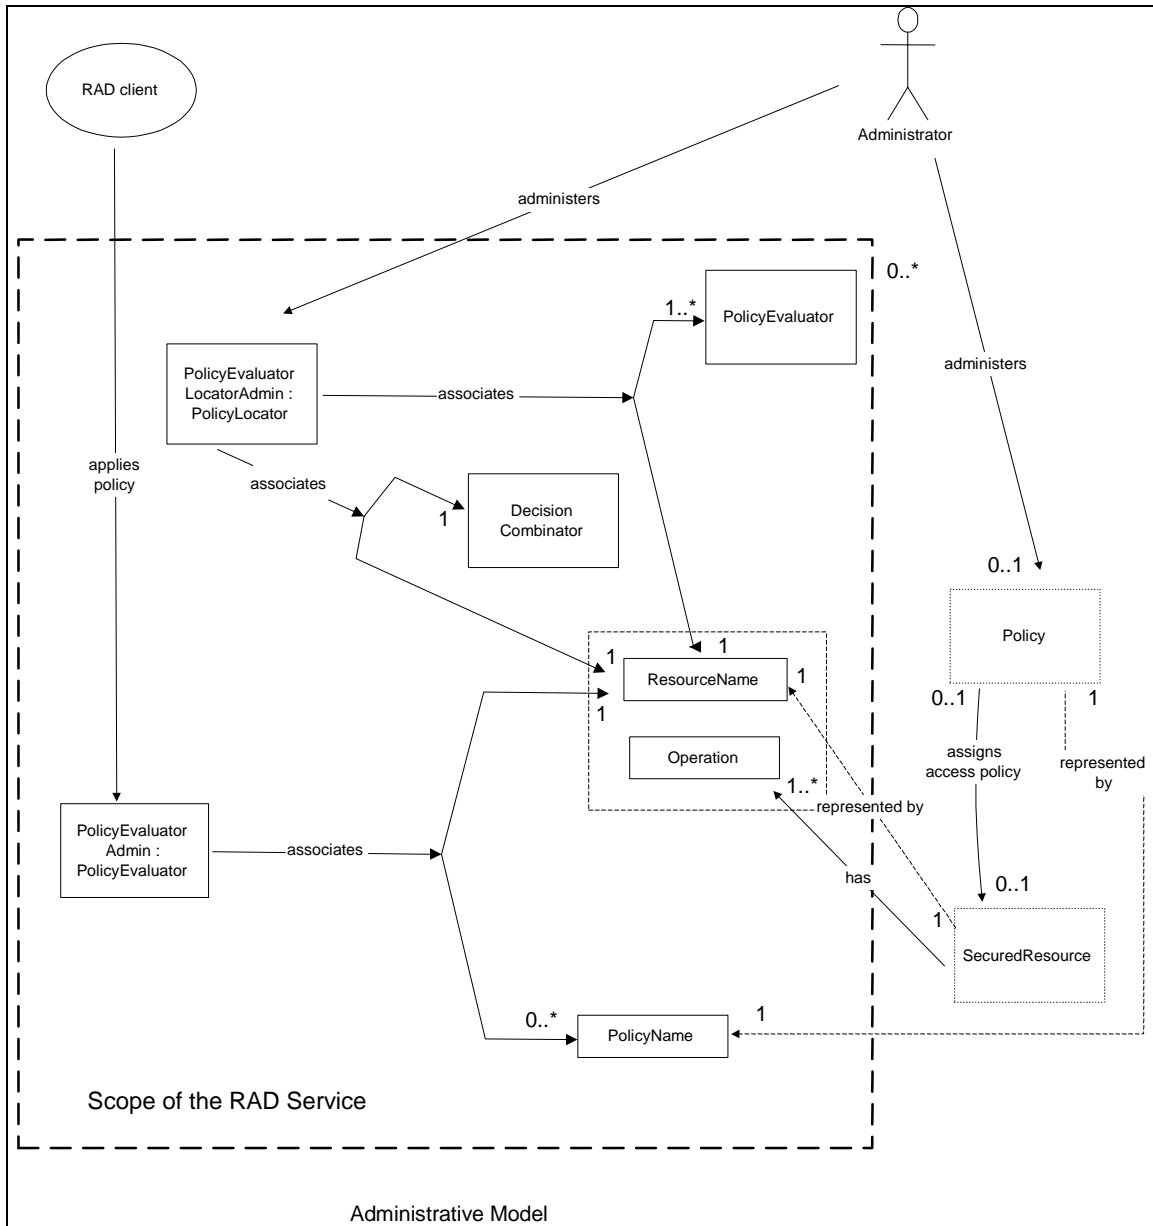 RAD client
Administrator
administers
0..*
1..*
PolicyEvaluator
PolicyEvaluator
LocatorAdmin :
PolicyLocator
associates
administers
applies
policy
associates
1
Decision
Combinator
0..1
Policy
1
1
ResourceName
1
1
0..1
1
Operation
1..*
assigns
access policy
represented
by
represented by
PolicyEvaluator
Admin :
PolicyEvaluator
associates
has
0..1
1
SecuredResource
0..*
PolicyName
1
Scope of the RAD Service
Administrative Model